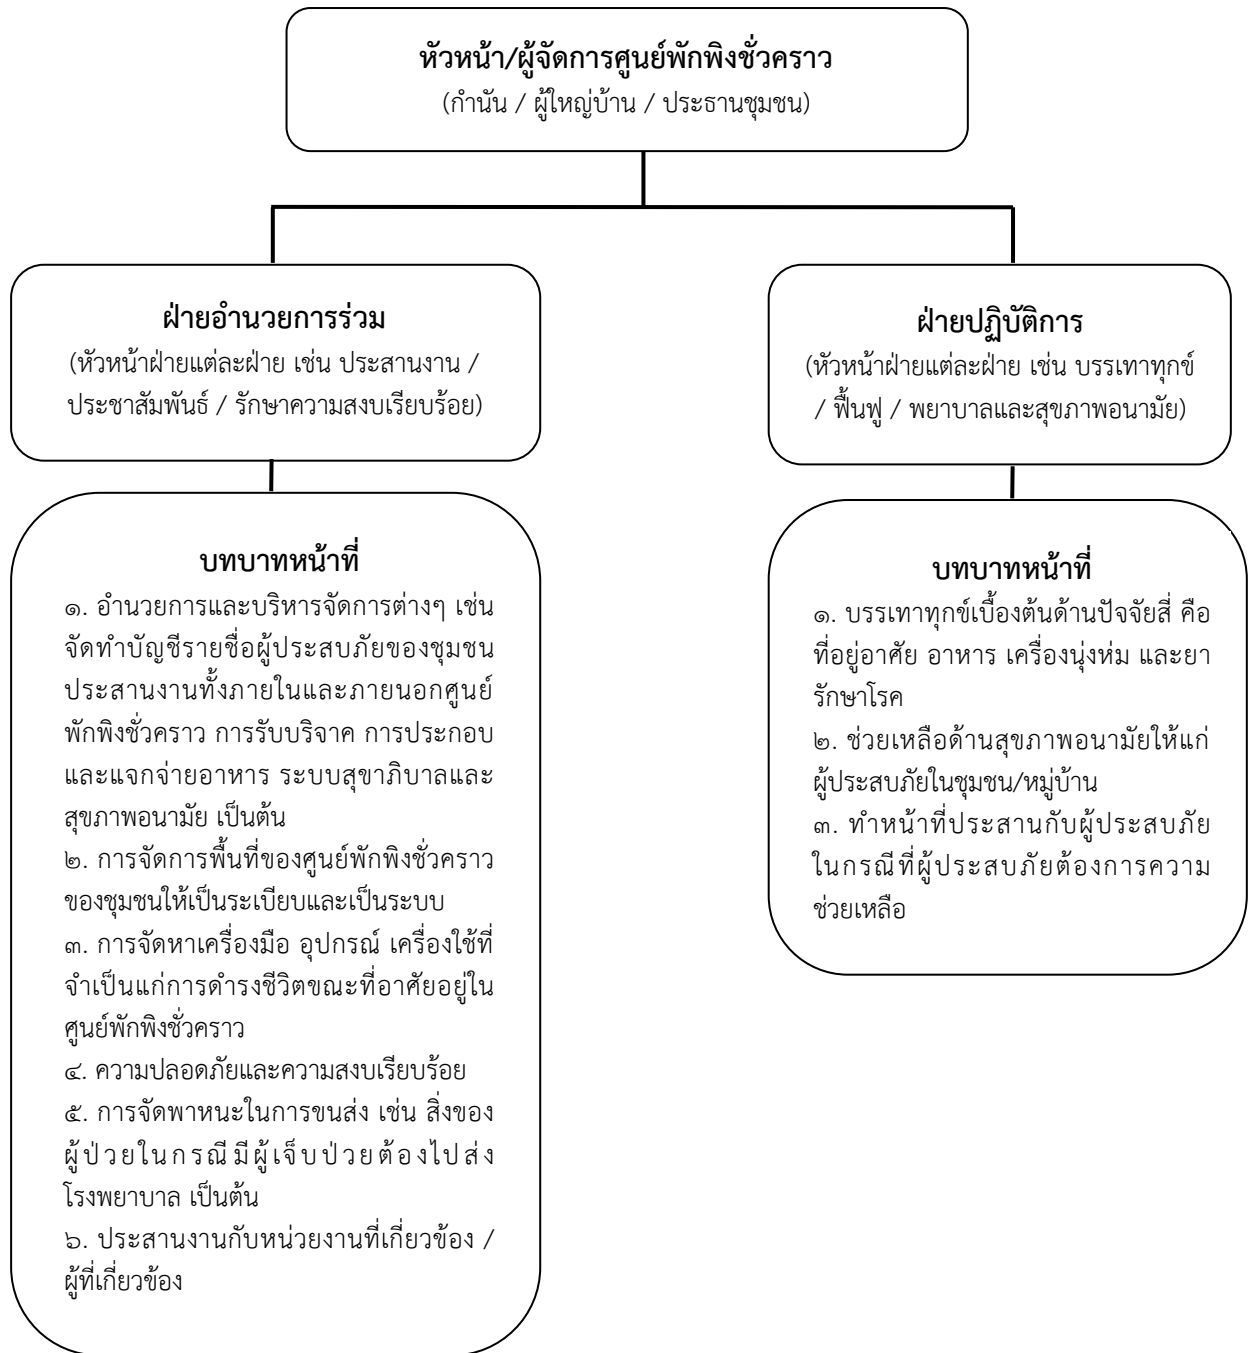 หัวหน้า/ผู้จัดการศูนย์พักพิงชั่วคราว
(กำนัน / ผู้ใหญ่บ้าน / ประธานชุมชน)
ฝ่ายอำนวยการร่วม
(หัวหน้าฝ่ายแต่ละฝ่าย เช่น ประสานงาน /
ประชาสัมพันธ์ / รักษาความสงบเรียบร้อย)
บทบาทหน้าที่
๑. อำนวยการและบริหารจัดการต่างๆ เช่น
จัดทำบัญชีรายชื่อผู้ประสบภัยของชุมชน
ประสานงานทั้งภายในและภายนอกศูนย์
พักพิงชั่วคราว การรับบริจาค การประกอบ
และแจกจ่ายอาหาร ระบบสุขาภิบาลและ
สุขภาพอนามัย เป็นต้น
๒. การจัดการพื้นที่ของศูนย์พักพิงชั่วคราว
ของชุมชนให้เป็นระเบียบและเป็นระบบ
๓. การจัดหาเครื่องมือ อุปกรณ์ เครื่องใช้ที่
จำเป็นแก่การดำรงชีวิตขณะที่อาศัยอยู่ใน
ศูนย์พักพิงชั่วคราว
๔. ความปลอดภัยและความสงบเรียบร้อย
๕. การจัดพาหนะในการขนส่ง เช่น สิ่งของ
ผู้ป่วยในกรณีมีผู้เจ็บป่วยต้องไปส่ง
โรงพยาบาล เป็นต้น
๖. ประสานงานกับหน่วยงานที่เกี่ยวข้อง /
ผู้ที่เกี่ยวข้อง
ฝ่ายปฏิบัติการ
(หัวหน้าฝ่ายแต่ละฝ่าย เช่น บรรเทาทุกข์
/ ฟื้นฟู / พยาบาลและสุขภาพอนามัย)
บทบาทหน้าที่
๑. บรรเทาทุกข์เบื้องต้นด้านปัจจัยสี่ คือ
ที่อยู่อาศัย อาหาร เครื่องนุ่งห่ม และยา
รักษาโรค
๒. ช่วยเหลือด้านสุขภาพอนามัยให้แก่
ผู้ประสบภัยในชุมชน/หมู่บ้าน
๓. ทำหน้าที่ประสานกับผู้ประสบภัย
ในกรณีที่ผู้ประสบภัยต้องการความ
ช่วยเหลือ